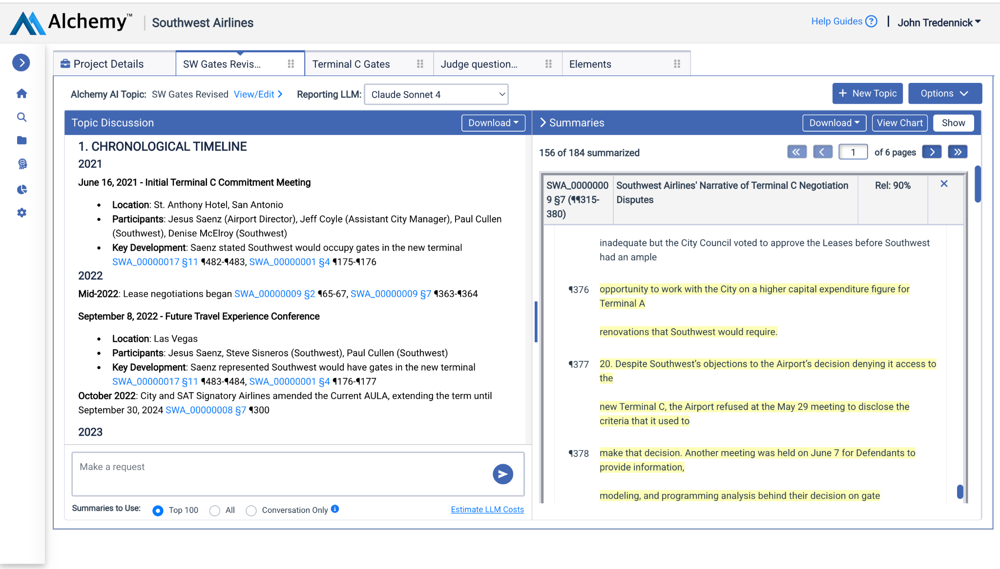 Alchemy™ Southwest Airlines
Help Guides ? John Tredennick
Project Details
SW Gates Revis...
Terminal C Gates
Judge question...
Elements
Alchemy AI Topic: SW Gates Revised View/Edit
Reporting LLM: Claude Sonnet 4
+ New Topic
Options
Topic Discussion
Download
1. CHRONOLOGICAL TIMELINE
2021
June 16, 2021 - Initial Terminal C Commitment Meeting
• Location: St. Anthony Hotel, San Antonio
• Participants: Jesus Saenz (Airport Director), Jeff Coyle (Assistant City Manager), Paul Cullen
(Southwest), Denise McElroy (Southwest)
• Key Development: Saenz stated Southwest would occupy gates in the new terminal
SWA_00000017 §11 ¶482-¶483, SWA_00000001 §4 ¶175-¶176
2022
Mid-2022: Lease negotiations began SWA_00000009 §2 ¶65-67, SWA_00000009 §7 ¶363-¶364
September 8, 2022 - Future Travel Experience Conference
• Location: Las Vegas
• Participants: Jesus Saenz, Steve Sisneros (Southwest), Paul Cullen (Southwest)
• Key Development: Saenz represented Southwest would have gates in the new terminal
SWA_00000017 §11 ¶483-¶484, SWA_00000001 §4 ¶176-¶177
October 2022: City and SAT Signatory Airlines amended the Current AULA, extending the term until
September 30, 2024 SWA_00000008 §7 ¶300
2023
Make a request
Summaries to Use: Top 100 All Conversation Only i
Estimate LLM Costs
Summaries
Download
View Chart
Show
156 of 184 summarized
1 of 6 pages
SWA_0000000
9 §7 (¶¶315-
380)
Southwest Airlines' Narrative of Terminal C Negotiation
Disputes
Rel: 90%
inadequate but the City Council voted to approve the Leases before Southwest
had an ample
¶376 opportunity to work with the City on a higher capital expenditure figure for
Terminal A
renovations that Southwest would require.
¶377 20. Despite Southwest’s objections to the Airport’s decision denying it access to
the
new Terminal C, the Airport refused at the May 29 meeting to disclose the
criteria that it used to
¶378 make that decision. Another meeting was held on June 7 for Defendants to
provide information,
modeling, and programming analysis behind their decision on gate